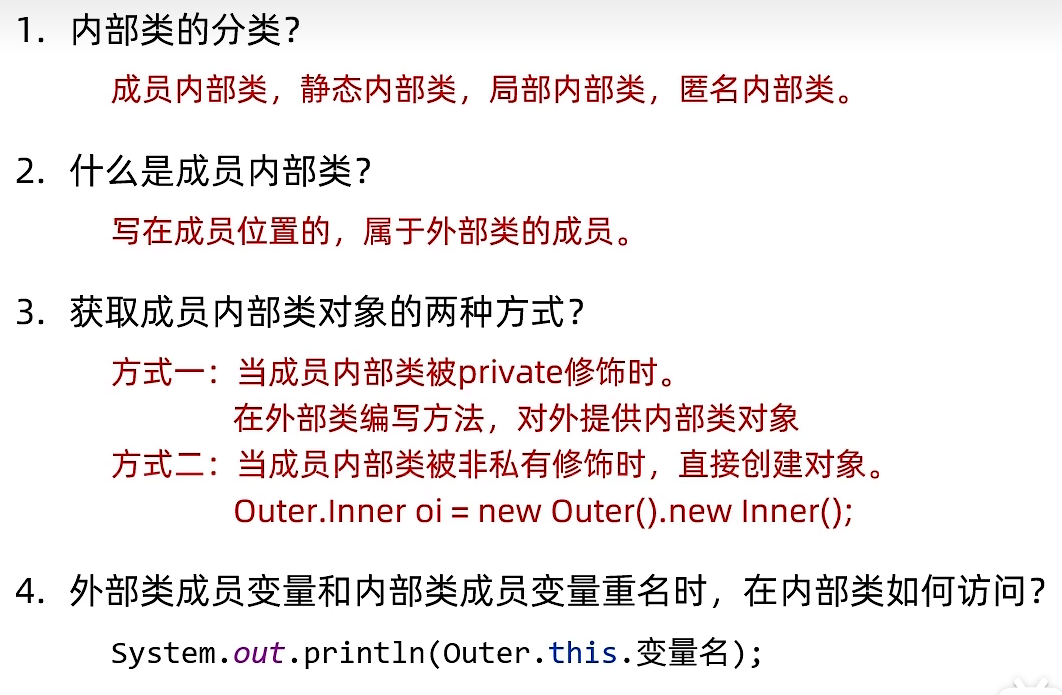 1. 内部类的分类？
成员内部类，静态内部类，局部内部类，匿名内部类。
2. 什么是成员内部类？
写在成员位置的，属于外部类的成员。
3. 获取成员内部类对象的两种方式？
方式一：当成员内部类被private修饰时。
在外部类编写方法，对外提供内部类对象
方式二：当成员内部类被非私有修饰时，直接创建对象。
Outer.Inner oi = new Outer().new Inner();
4. 外部类成员变量和内部类成员变量重名时，在内部类如何访问？
System.out.println(Outer.this.变量名);